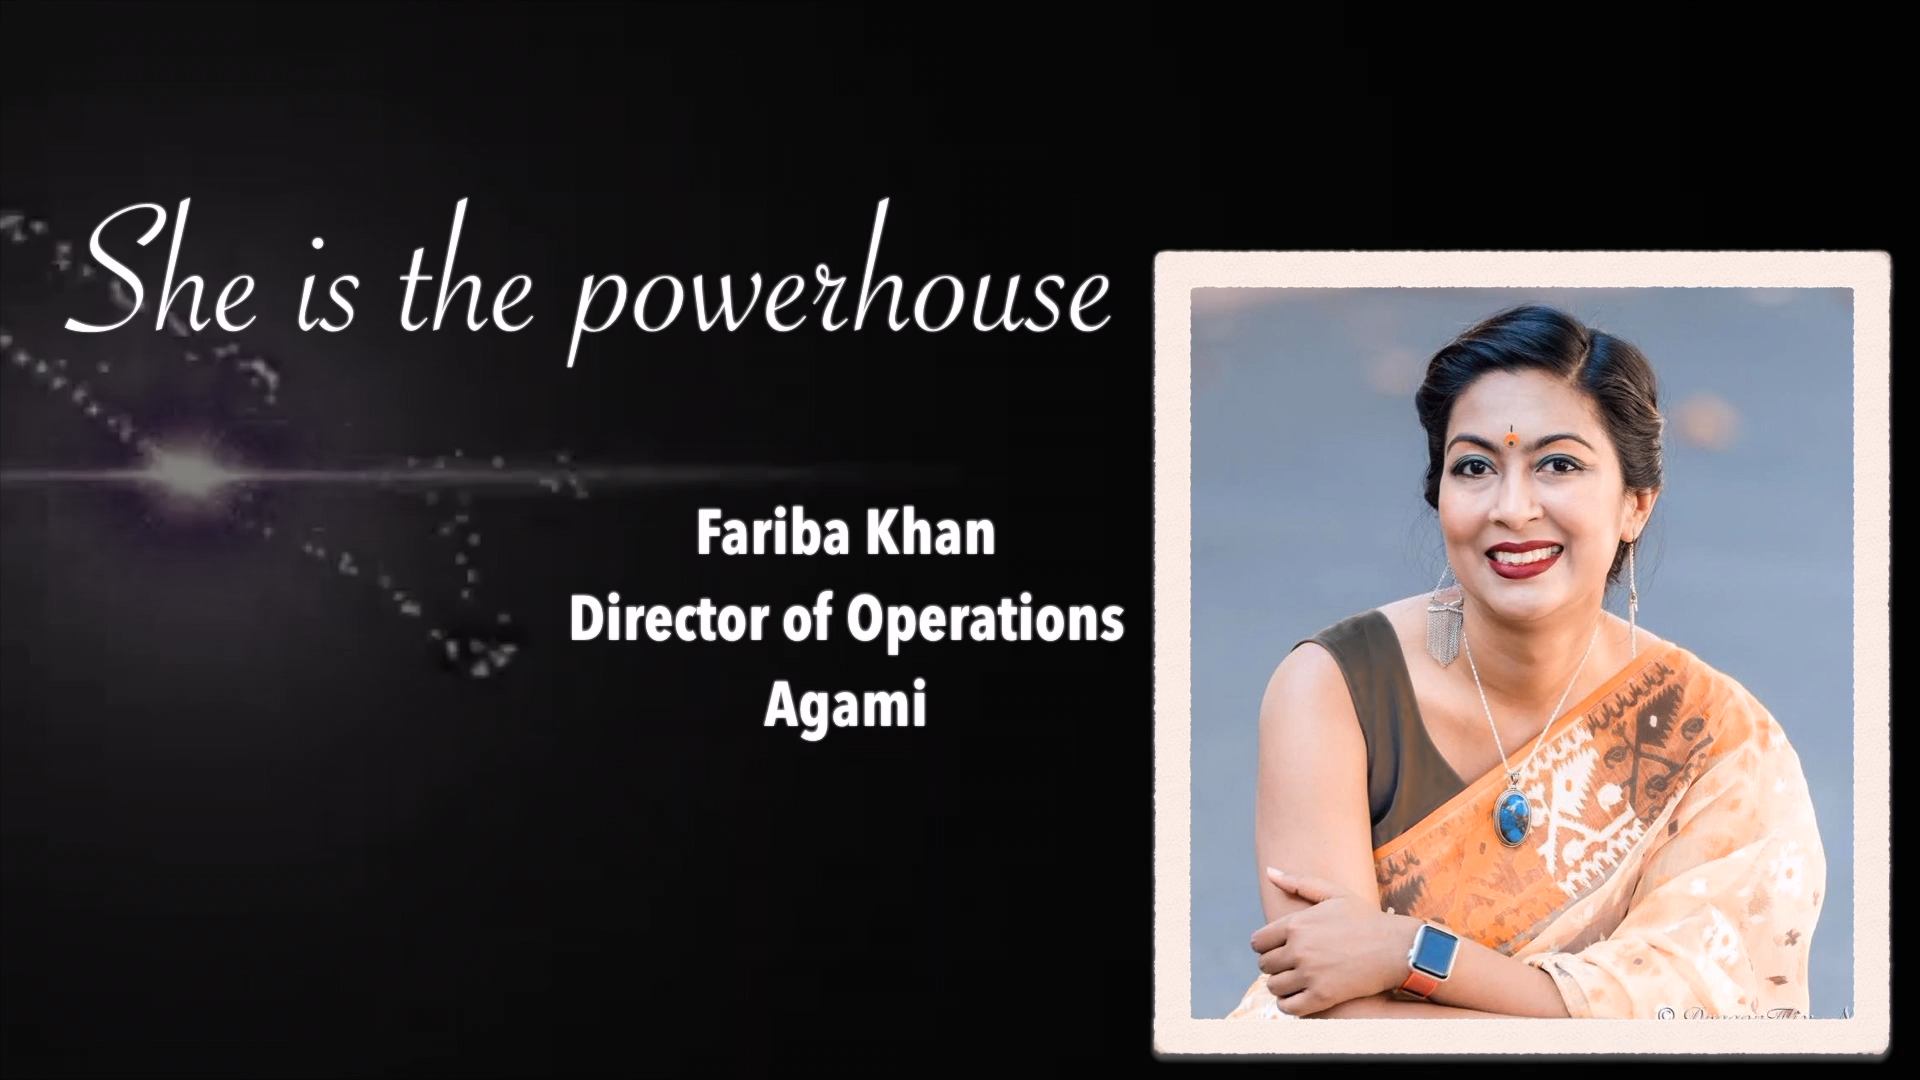 She is the powerhouse
Fariba Khan
Director of Operations
Agami
©